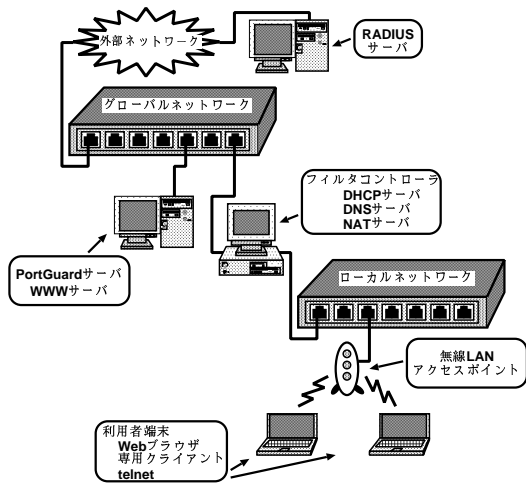 外部ネットワーク
RADIUS
サーバ
グローバルネットワーク
フィルタコントローラ
DHCPサーバ
DNSサーバ
NATサーバ
PortGuardサーバ
WWWサーバ
ローカルネットワーク
無線LAN
アクセスポイント
利用者端末
Webブラウザ
専用クライアント
telnet